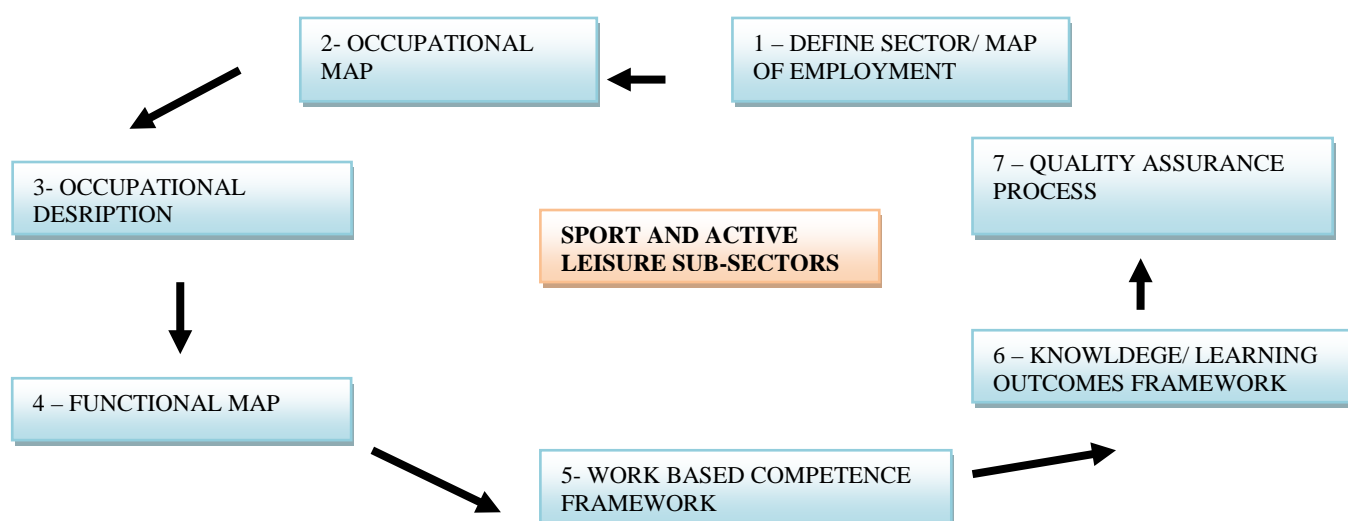 1 – DEFINE SECTOR/ MAP
OF EMPLOYMENT
2- OCCUPATIONAL
MAP
3- OCCUPATIONAL
DESRIPTION
4 – FUNCTIONAL MAP
5- WORK BASED COMPETENCE
FRAMEWORK
6 – KNOWLDEGE/ LEARNING
OUTCOMES FRAMEWORK
7 – QUALITY ASSURANCE
PROCESS
SPORT AND ACTIVE
LEISURE SUB-SECTORS